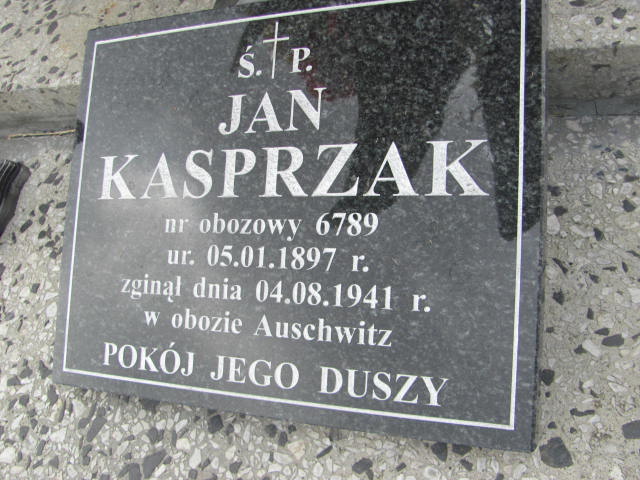 Ś. P.
JAN
KASPRZAK
nr obozowy 6789
ur. 05.01.1897 r.
zginął dnia 04.08.1941 r.
w obozie Auschwitz
POKÓJ JEGO DUSZY